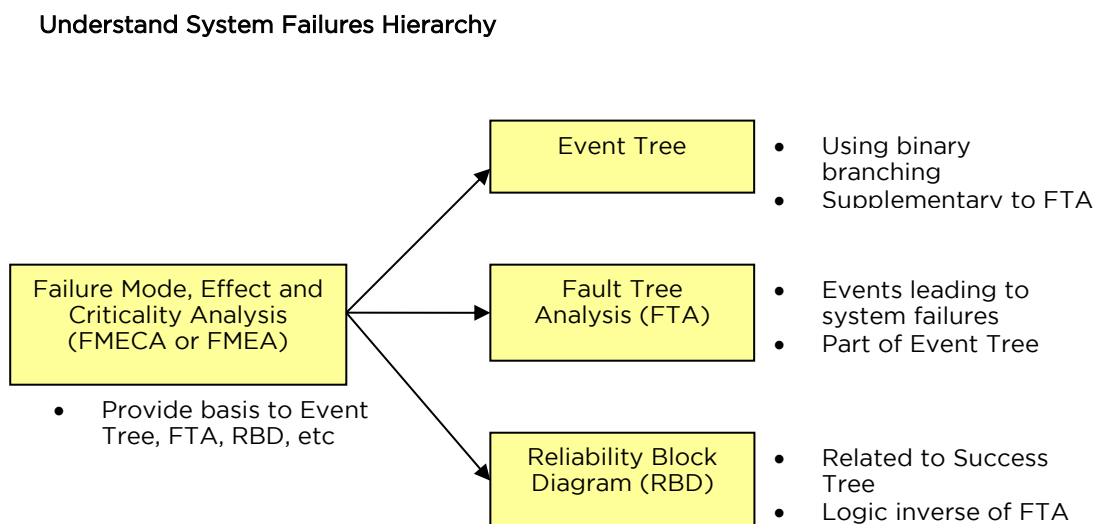 Understand System Failures Hierarchy
Event Tree
• Using binary
branching
• Supplementary to FTA
Failure Mode, Effect and
Criticality Analysis
(FMECA or FMEA)
• Provide basis to Event
Tree, FTA, RBD, etc
Fault Tree
Analysis (FTA)
• Events leading to
system failures
• Part of Event Tree
Reliability Block
Diagram (RBD)
• Related to Success
Tree
• Logic inverse of FTA